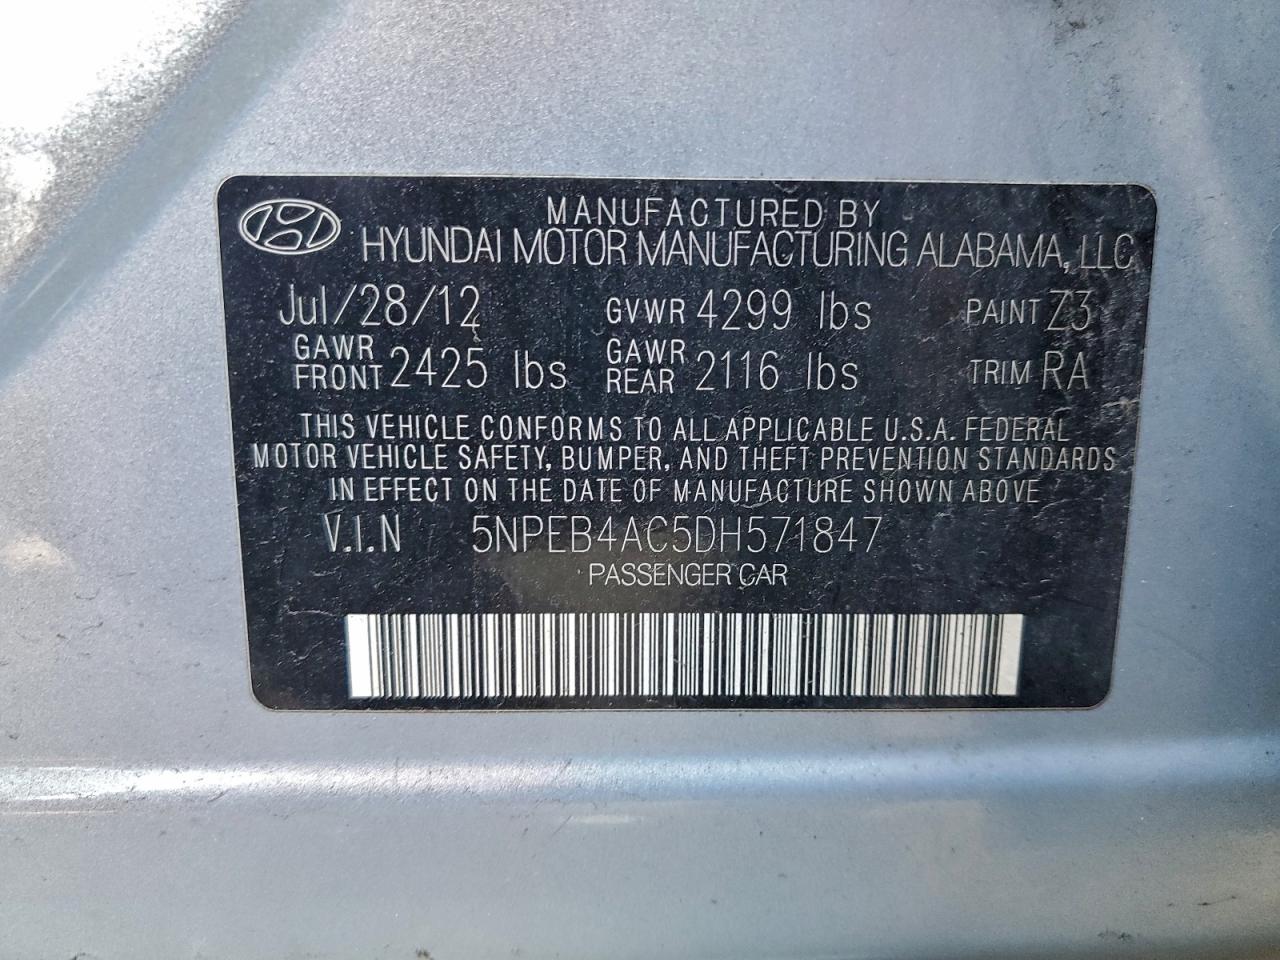 MANUFACTURED BY
HYUNDAI MOTOR MANUFACTURING ALABAMA, LLC
Jul/28/12 GVWR 4299 lbs PAINT Z3
GAWR FRONT 2425 lbs GAWR REAR 2116 lbs TRIM RA
THIS VEHICLE CONFORMS TO ALL APPLICABLE U.S.A. FEDERAL
MOTOR VEHICLE SAFETY, BUMPER, AND THEFT PREVENTION STANDARDS
IN EFFECT ON THE DATE OF MANUFACTURE SHOWN ABOVE
V.I.N 5NPEB4AC5DH571847
PASSENGER CAR